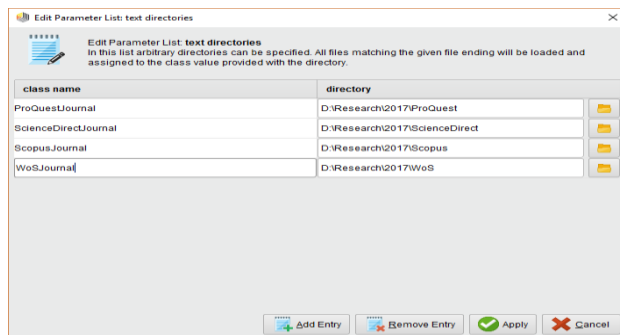 Edit Parameter List: text directories
Edit Parameter List: text directories
In this list arbitrary directories can be specified. All files matching the given file ending will be loaded and
assigned to the class value provided with the directory.
class name directory
ProQuestJournal D:\Research\2017\ProQuest
ScienceDirectJournal D:\Research\2017\ScienceDirect
ScopusJournal D:\Research\2017\Scopus
WoSJournal D:\Research\2017\WoS
Add Entry Remove Entry Apply Cancel